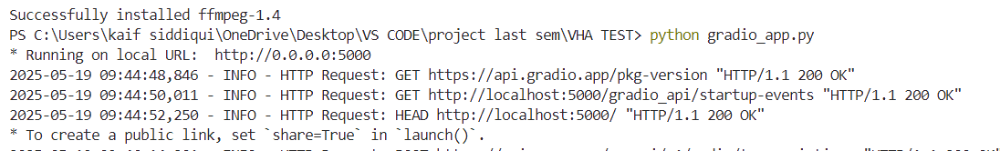 Successfully installed ffmpeg-1.4
PS C:\Users\kaif siddiqui\OneDrive\Desktop\VS CODE\project last sem\VHA TEST> python gradio_app.py
* Running on local URL:  http://0.0.0.0:5000
2025-05-19 09:44:48,846 - INFO - HTTP Request: GET https://api.gradio.app/pkg-version "HTTP/1.1 200 OK"
2025-05-19 09:44:50,011 - INFO - HTTP Request: GET http://localhost:5000/gradio_api/startup-events "HTTP/1.1 200 OK"
2025-05-19 09:44:52,250 - INFO - HTTP Request: HEAD http://localhost:5000/ "HTTP/1.1 200 OK"
* To create a public link, set `share=True` in `launch()`.